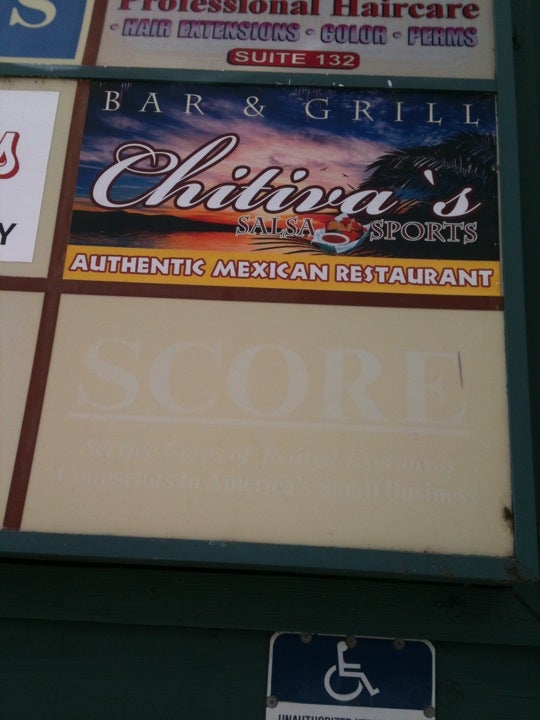 S
Professional Haircare
• HAIR EXTENSIONS • COLOR • PERMS
SUITE 132
BAR & GRILL
Chitiva`s
SALSA SPORTS
AUTHENTIC MEXICAN RESTAURANT
Y
SCORE
Service Corps of Retired Executives
Counselors to America's Small Business